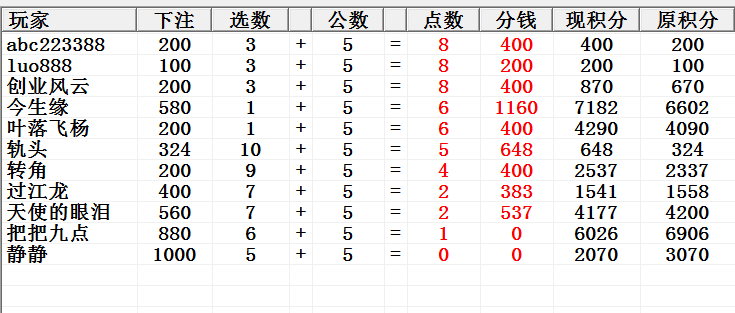 玩家 下注 选数 公数 点数 分钱 现积分 原积分
abc223388 200 3 + 5 = 8 400 400 200
luo888 100 3 + 5 = 8 200 200 100
创业风云 200 3 + 5 = 8 400 870 670
今生缘 580 1 + 5 = 6 1160 7182 6602
叶落飞杨 200 1 + 5 = 6 400 4290 4090
轨头 324 10 + 5 = 5 648 648 324
转角 200 9 + 5 = 4 400 2537 2337
过江龙 400 7 + 5 = 2 383 1541 1558
天使的眼泪 560 7 + 5 = 2 537 4177 4200
把把九点 880 6 + 5 = 1 0 6026 6906
静静 1000 5 + 5 = 0 0 2070 3070